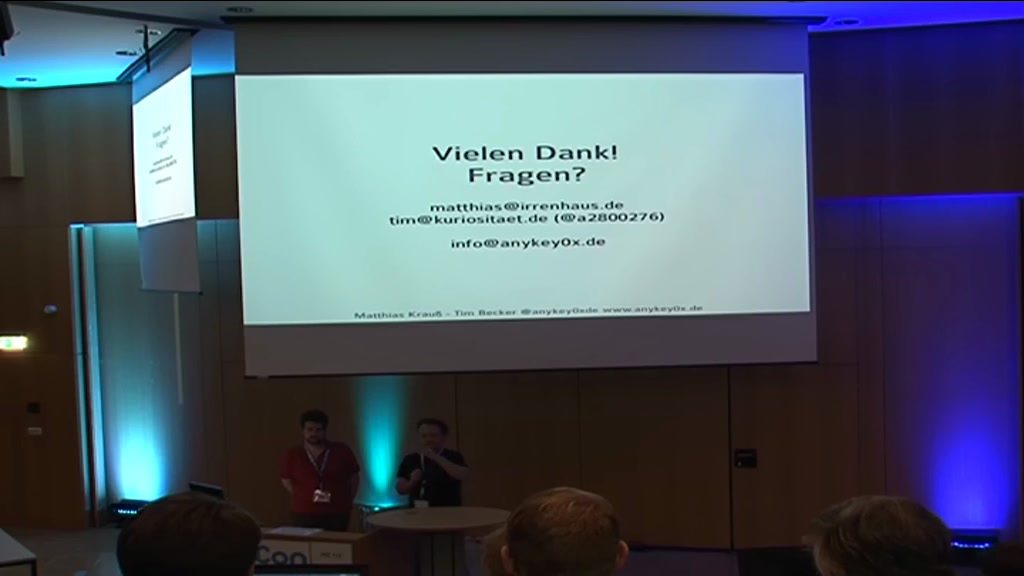 Vielen Dank!
Fragen?
matthias@irrenhaus.de
tim@kuriositaet.de (@a2800276)
info@anykey0x.de
Matthias Krauß - Tim Becker @anykey0xde www.anykey0x.de
Vielen Dank!
Fragen?
Con